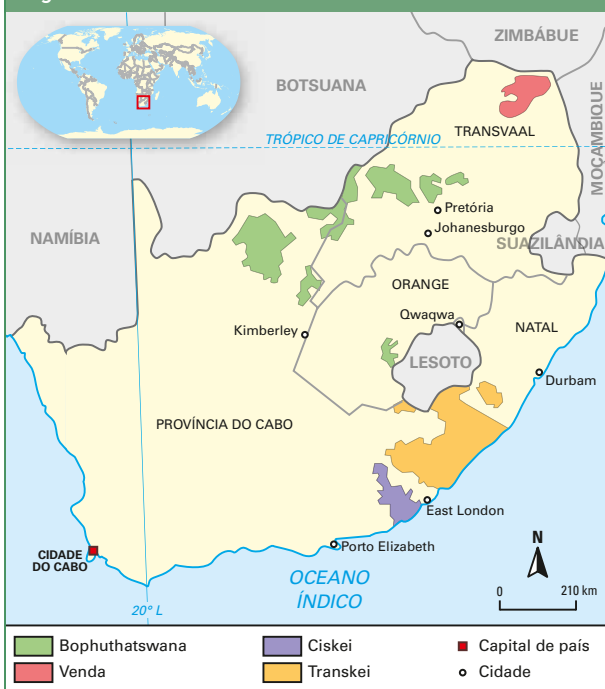 ZIMBÁBUE
BOTSUANA
MOÇAMBIQUE
TRÓPICO DE CAPRICÓRNIO
TRANSVAAL
Pretória
Johanesburgo
NAMÍBIA
SUAZILÂNDIA
ORANGE
Qwaqwa
NATAL
Kimberley
LESOTO
Durbam
PROVÍNCIA DO CABO
East London
Porto Elizabeth
CIDADE
DO CABO
OCEANO
ÍNDICO
N
0 210 km
20° L
Bophuthatswana
Ciskei
Capital de país
Venda
Transkei
Cidade